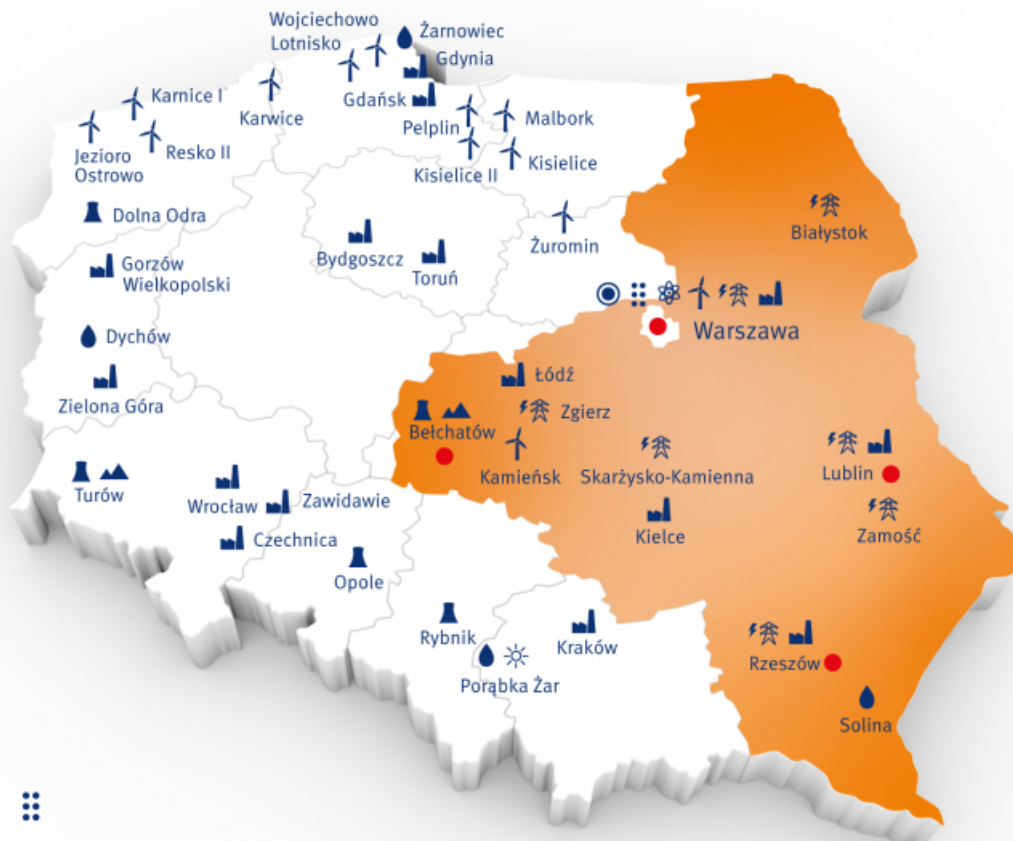 Wojciechowo
Lotnisko
Żarnowiec
Gdynia
Karnice I
Karwice
Gdańsk
Pelplin
Malbork
Jezioro
Ostrowo
Resko II
Kisielice II
Kisielice
Dolna Odra
Białystok
Żuromin
Bydgoszcz
Toruń
Gorzów
Wielkopolski
Warszawa
Dychów
Łódź
Zielona Góra
Zgierz
Bełchatów
Kamieńsk
Skarżysko-Kamienna
Lublin
Turów
Wrocław
Zawidawie
Kielce
Zamość
Czechnica
Opole
Rybnik
Kraków
Rzeszów
Porąbka Żar
Solina